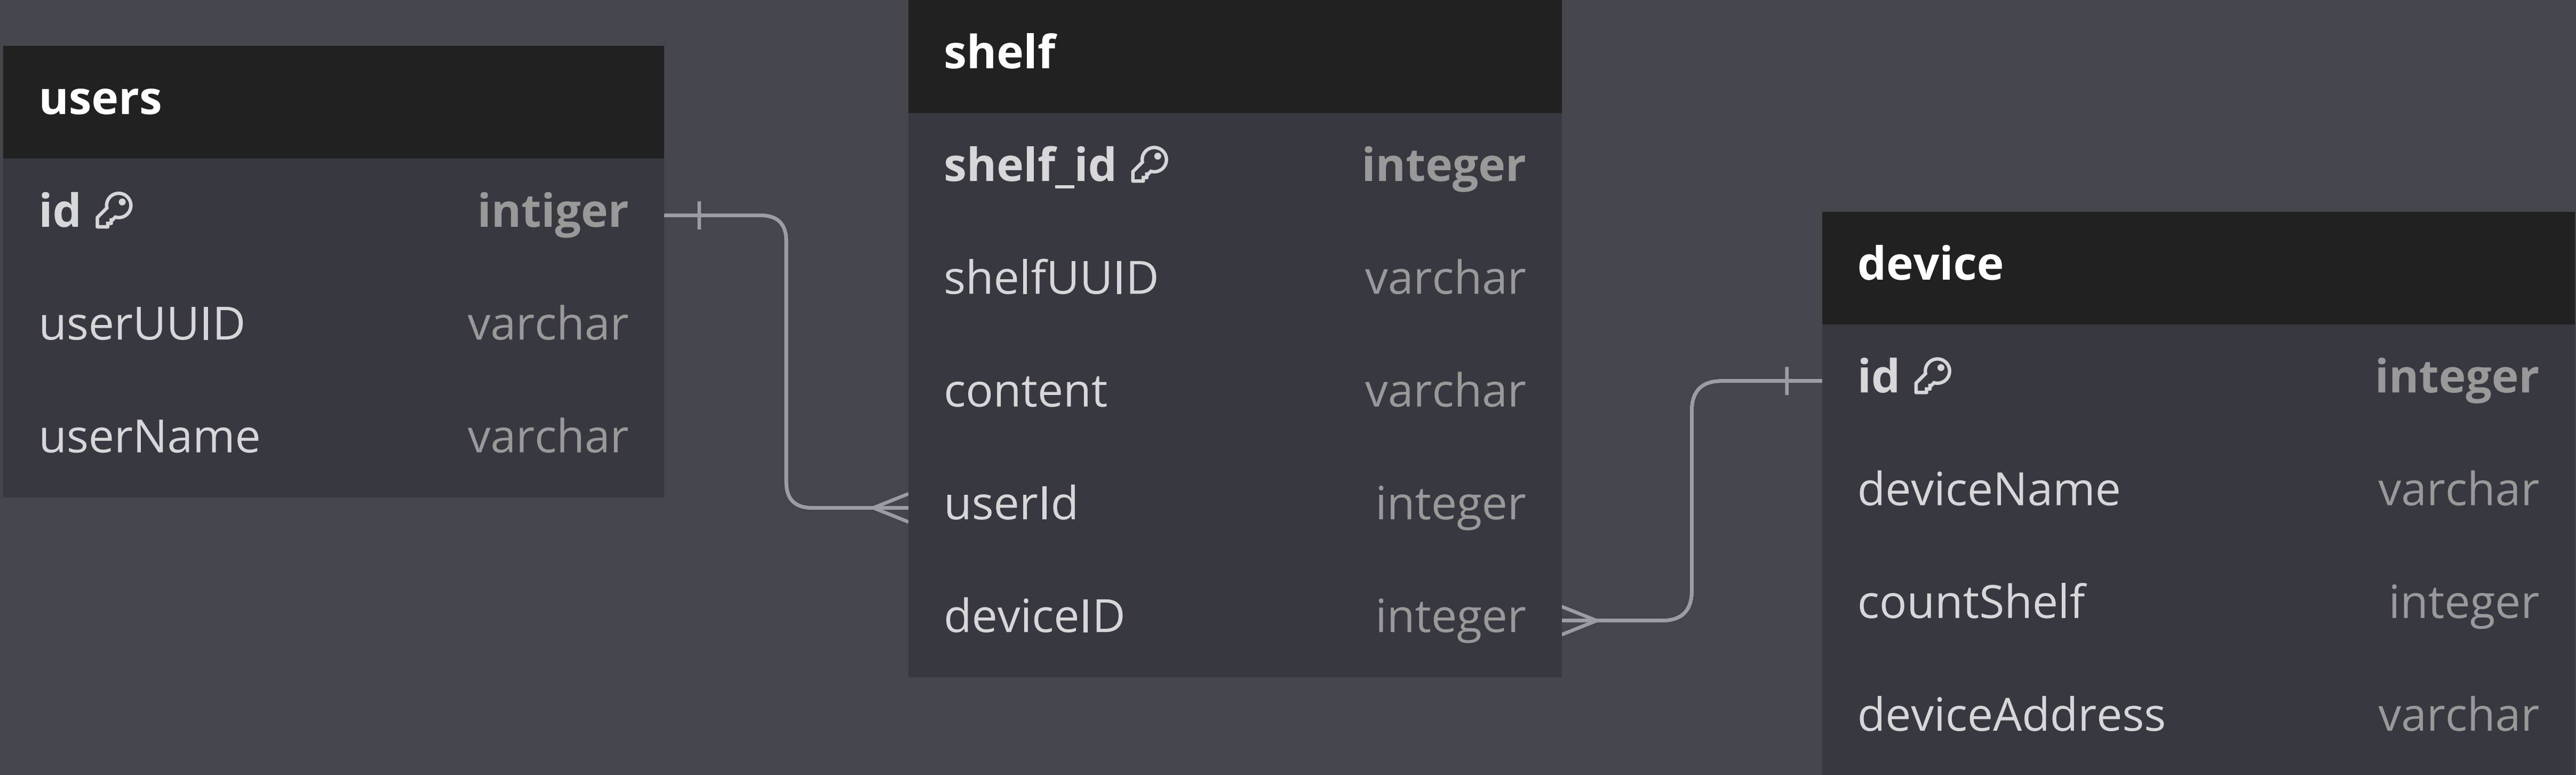 users
id intiger
userUUID varchar
userName varchar
shelf
shelf_id integer
shelfUUID varchar
content varchar
userId integer
deviceID integer
device
id integer
deviceName varchar
countShelf integer
deviceAddress varchar